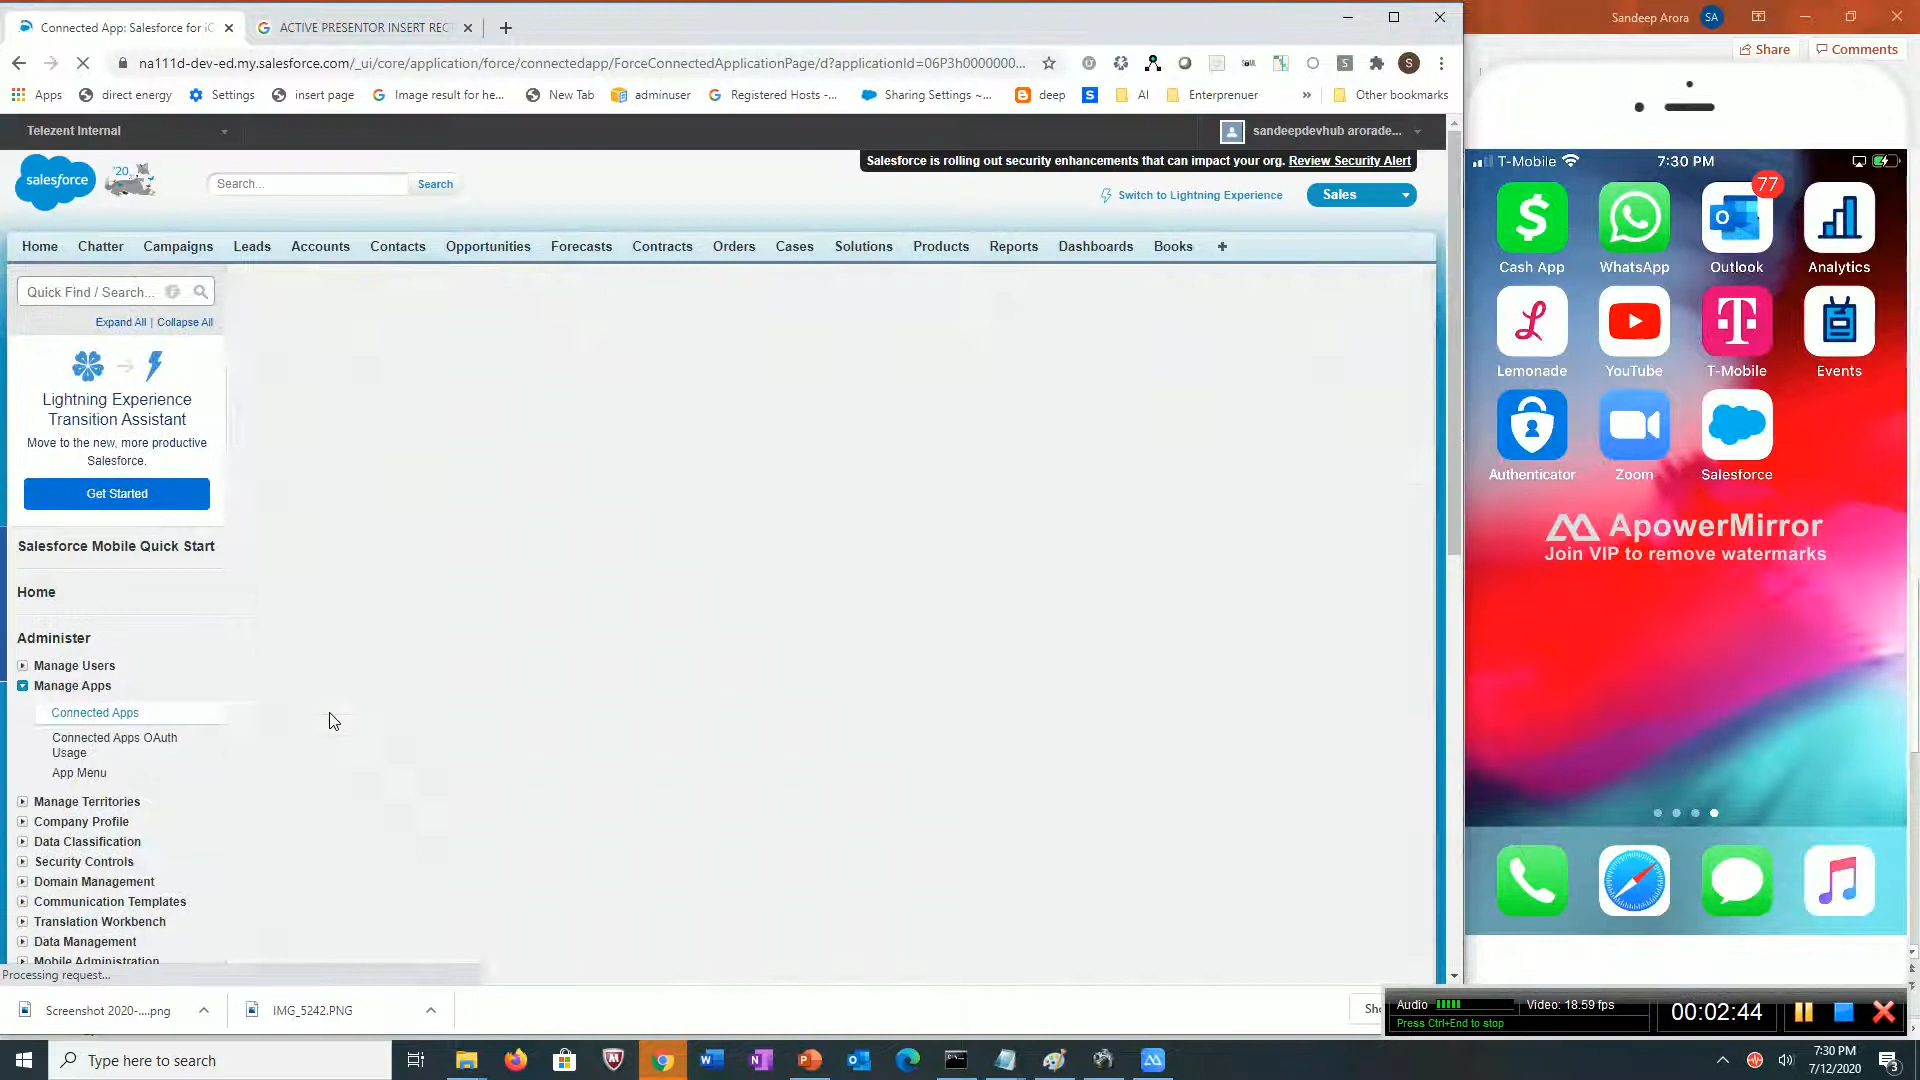 Connected App: Salesforce for iC
ACTIVE PRESENTOR INSERT REC
Sandeep Arora
SA
Share
Comments
na111d-dev-ed.my.salesforce.com/_ui/core/application/force/connectedapp/ForceConnectedApplicationPage/d?applicationId=06P3h0000000...
S
Apps
direct energy
Settings
insert page
Image result for he...
New Tab
adminuser
Registered Hosts -...
Sharing Settings ~...
deep
AI
Enterprenuer
»
Other bookmarks
Telezent Internal
sandeepdevhub arorade...
Salesforce is rolling out security enhancements that can impact your org. Review Security Alert
salesforce
'20
Search...
Search
Switch to Lightning Experience
Sales
Home
Chatter
Campaigns
Leads
Accounts
Contacts
Opportunities
Forecasts
Contracts
Orders
Cases
Solutions
Products
Reports
Dashboards
Books
+
Quick Find / Search...
Expand All | Collapse All
Lightning Experience
Transition Assistant
Move to the new, more productive
Salesforce.
Get Started
Salesforce Mobile Quick Start
Home
Administer
Manage Users
Manage Apps
Connected Apps
Connected Apps OAuth
Usage
App Menu
Manage Territories
Company Profile
Data Classification
Security Controls
Domain Management
Communication Templates
Translation Workbench
Data Management
Mobile Administration
Processing request...
Screenshot 2020-....png
IMG_5242.PNG
T-Mobile
7:30 PM
77
Cash App
WhatsApp
Outlook
Analytics
Lemonade
YouTube
T-Mobile
Events
Authenticator
Zoom
Salesforce
ApowerMirror
Join VIP to remove watermarks
Audio
Video: 18.59 fps
Press Ctrl+End to stop
00:02:44
Type here to search
7:30 PM
7/12/2020
3